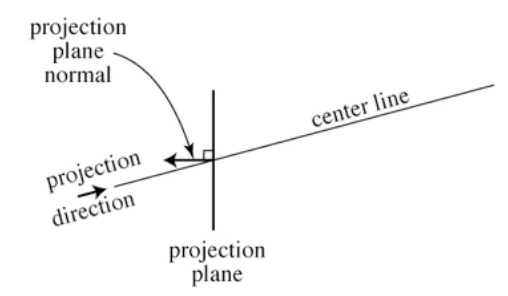 projection
plane
normal
center line
projection
direction
projection
plane